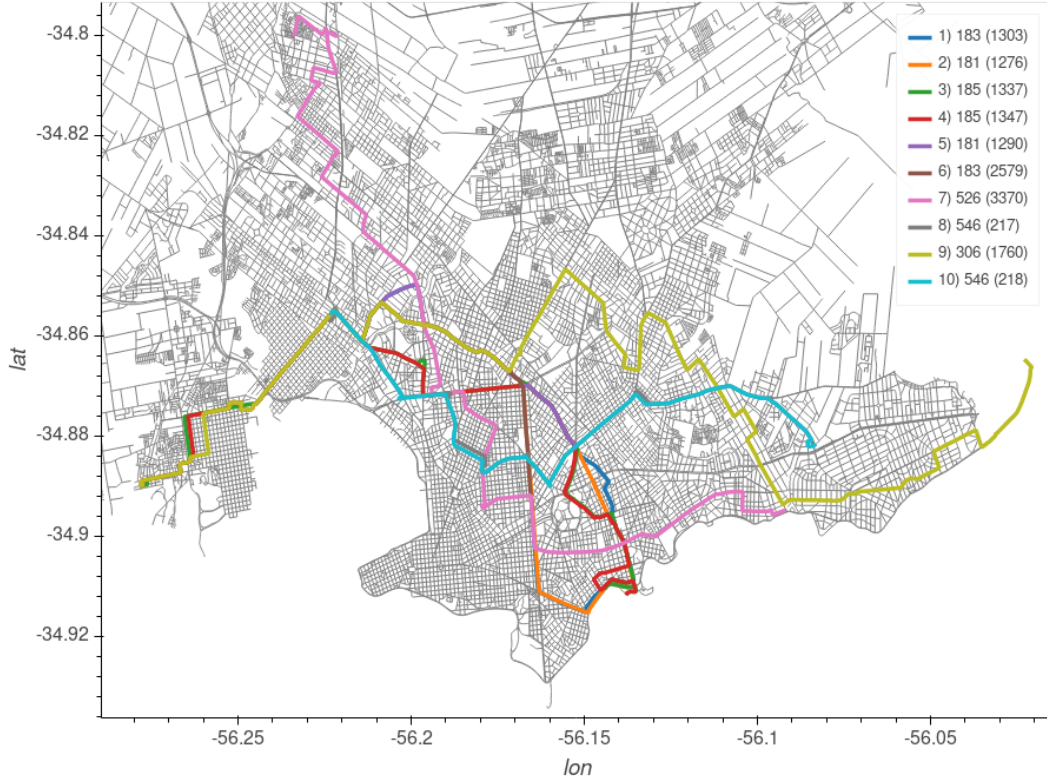 -34.8
-34.82
-34.84
-34.86
-34.88
-34.9
-34.92
lat
-56.25
-56.2
-56.15
-56.1
-56.05
lon
1) 183 (1303)
2) 181 (1276)
3) 185 (1337)
4) 185 (1347)
5) 181 (1290)
6) 183 (2579)
7) 526 (3370)
8) 546 (217)
9) 306 (1760)
10) 546 (218)